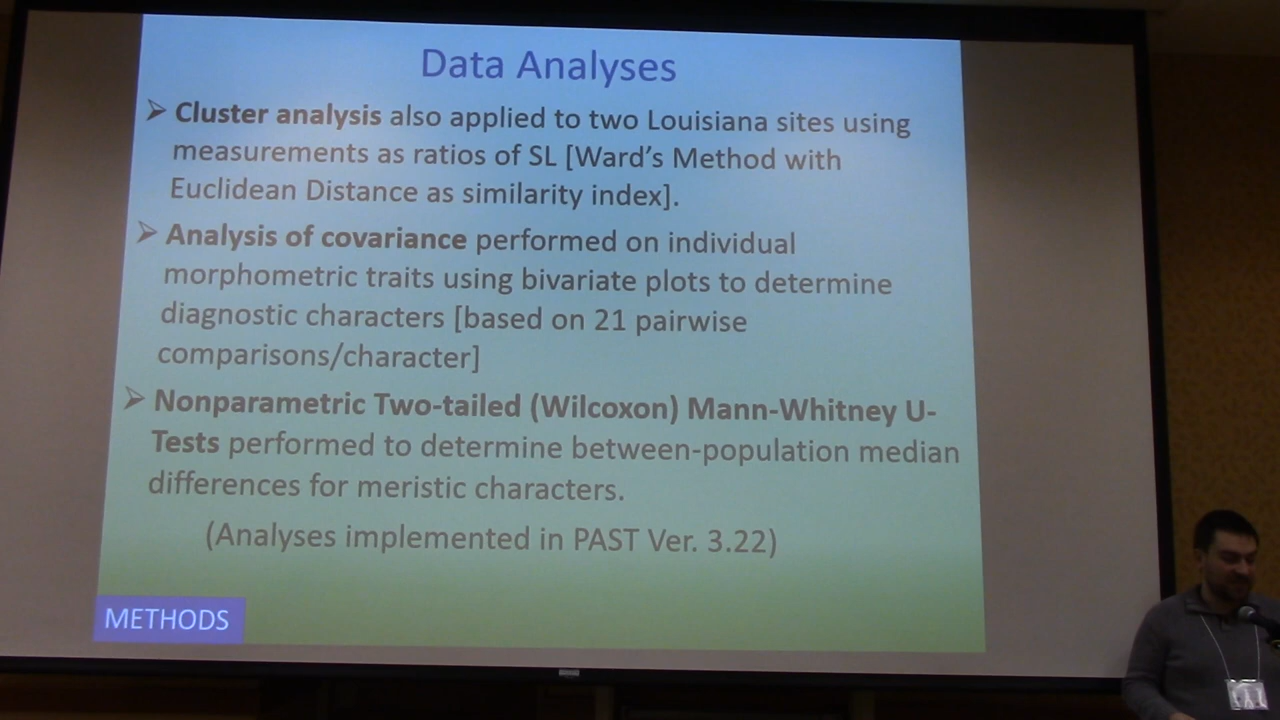 Data Analyses
➢ Cluster analysis also applied to two Louisiana sites using
measurements as ratios of SL [Ward's Method with
Euclidean Distance as similarity index].
➢ Analysis of covariance performed on individual
morphometric traits using bivariate plots to determine
diagnostic characters [based on 21 pairwise
comparisons/character]
➢ Nonparametric Two-tailed (Wilcoxon) Mann-Whitney U-
Tests performed to determine between-population median
differences for meristic characters.
(Analyses implemented in PAST Ver. 3.22)
METHODS